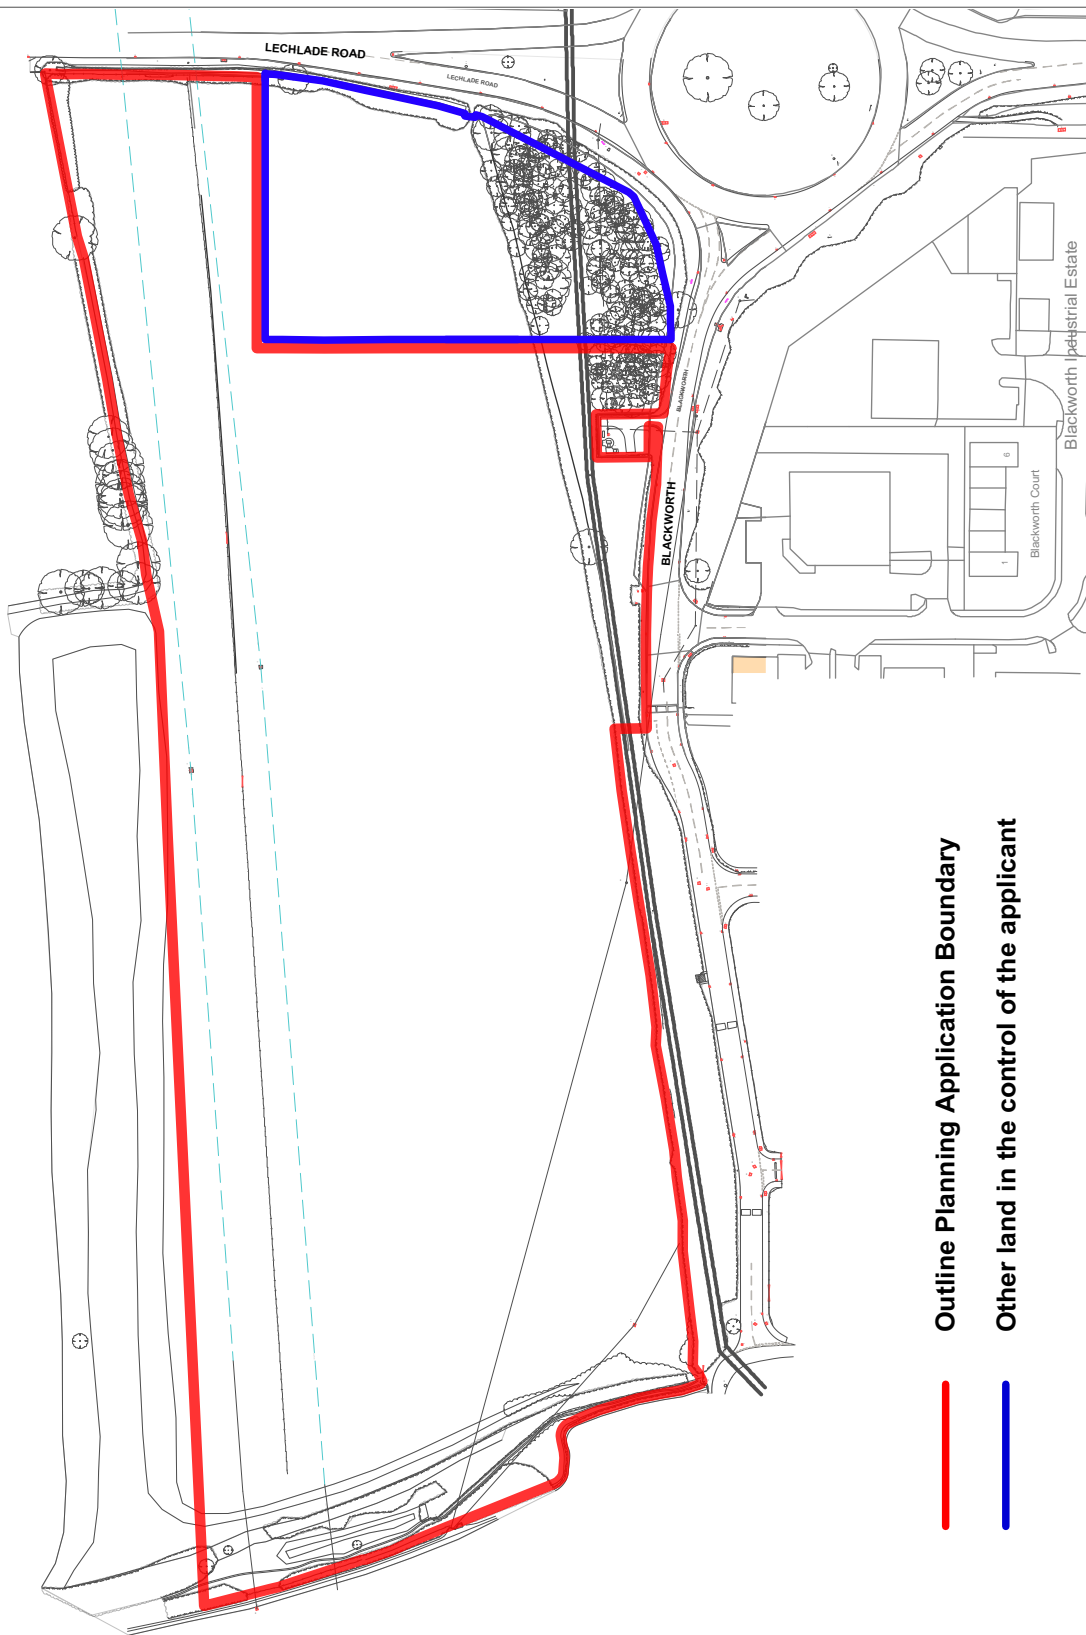 LECHLADE ROAD
LECHLADE ROAD
BLACKWORTH
BLACKWORTH
Blackworth Industrial Estate
6
Blackworth Court
1
Outline Planning Application Boundary
Other land in the control of the applicant